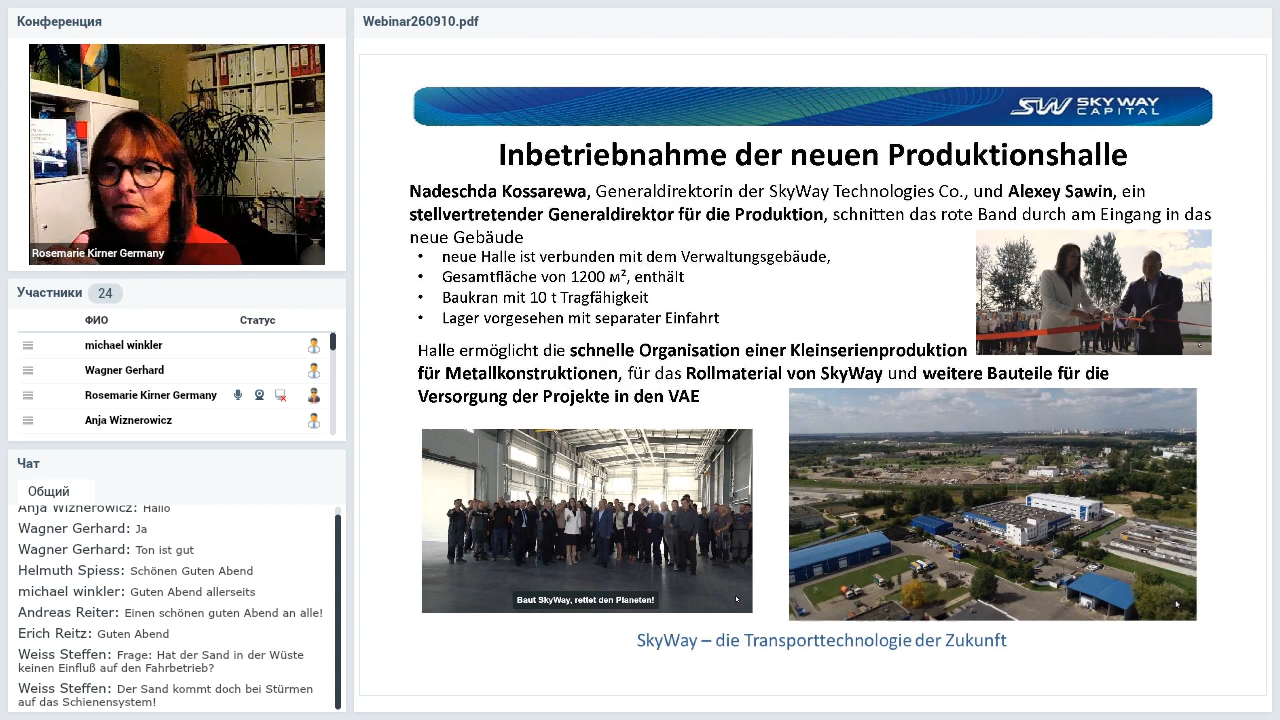 Конференция
Rosemarie Kirner Germany
Участники 24
ФИО Статус
michael winkler
Wagner Gerhard
Rosemarie Kirner Germany
Anja Wiznerowicz
Чат
Общий
Anja Wiznerowicz: Hallo
Wagner Gerhard: Ja
Wagner Gerhard: Ton ist gut
Helmuth Spiess: Schönen Guten Abend
michael winkler: Guten Abend allerseits
Andreas Reiter: Einen schönen guten Abend an alle!
Erich Reitz: Guten Abend
Weiss Steffen: Frage: Hat der Sand in der Wüste
keinen Einfluß auf den Fahrbetrieb?
Weiss Steffen: Der Sand kommt doch bei Stürmen
auf das Schienensystem!
Webinar260910.pdf
SW SKY WAY
CAPITAL
Inbetriebnahme der neuen Produktionshalle
Nadeschda Kossarewa, Generaldirektorin der SkyWay Technologies Co., und Alexey Sawin, ein
stellvertretender Generaldirektor für die Produktion, schnitten das rote Band durch am Eingang in das
neue Gebäude
• neue Halle ist verbunden mit dem Verwaltungsgebäude,
• Gesamtfläche von 1200 м², enthält
• Baukran mit 10 t Tragfähigkeit
• Lager vorgesehen mit separater Einfahrt
Halle ermöglicht die schnelle Organisation einer Kleinserienproduktion
für Metallkonstruktionen, für das Rollmaterial von SkyWay und weitere Bauteile für die
Versorgung der Projekte in den VAE
Baut SkyWay, rettet den Planeten!
SkyWay – die Transporttechnologie der Zukunft